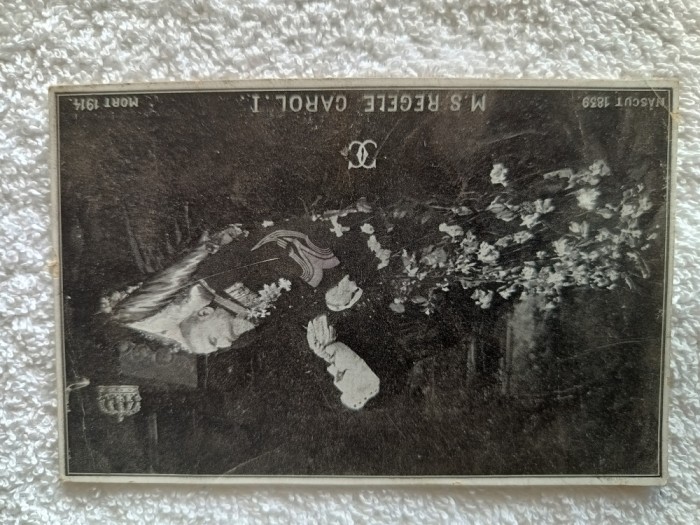 NĂSCUT 1839
M.S REGELE CAROL.I.
MORT 1914.